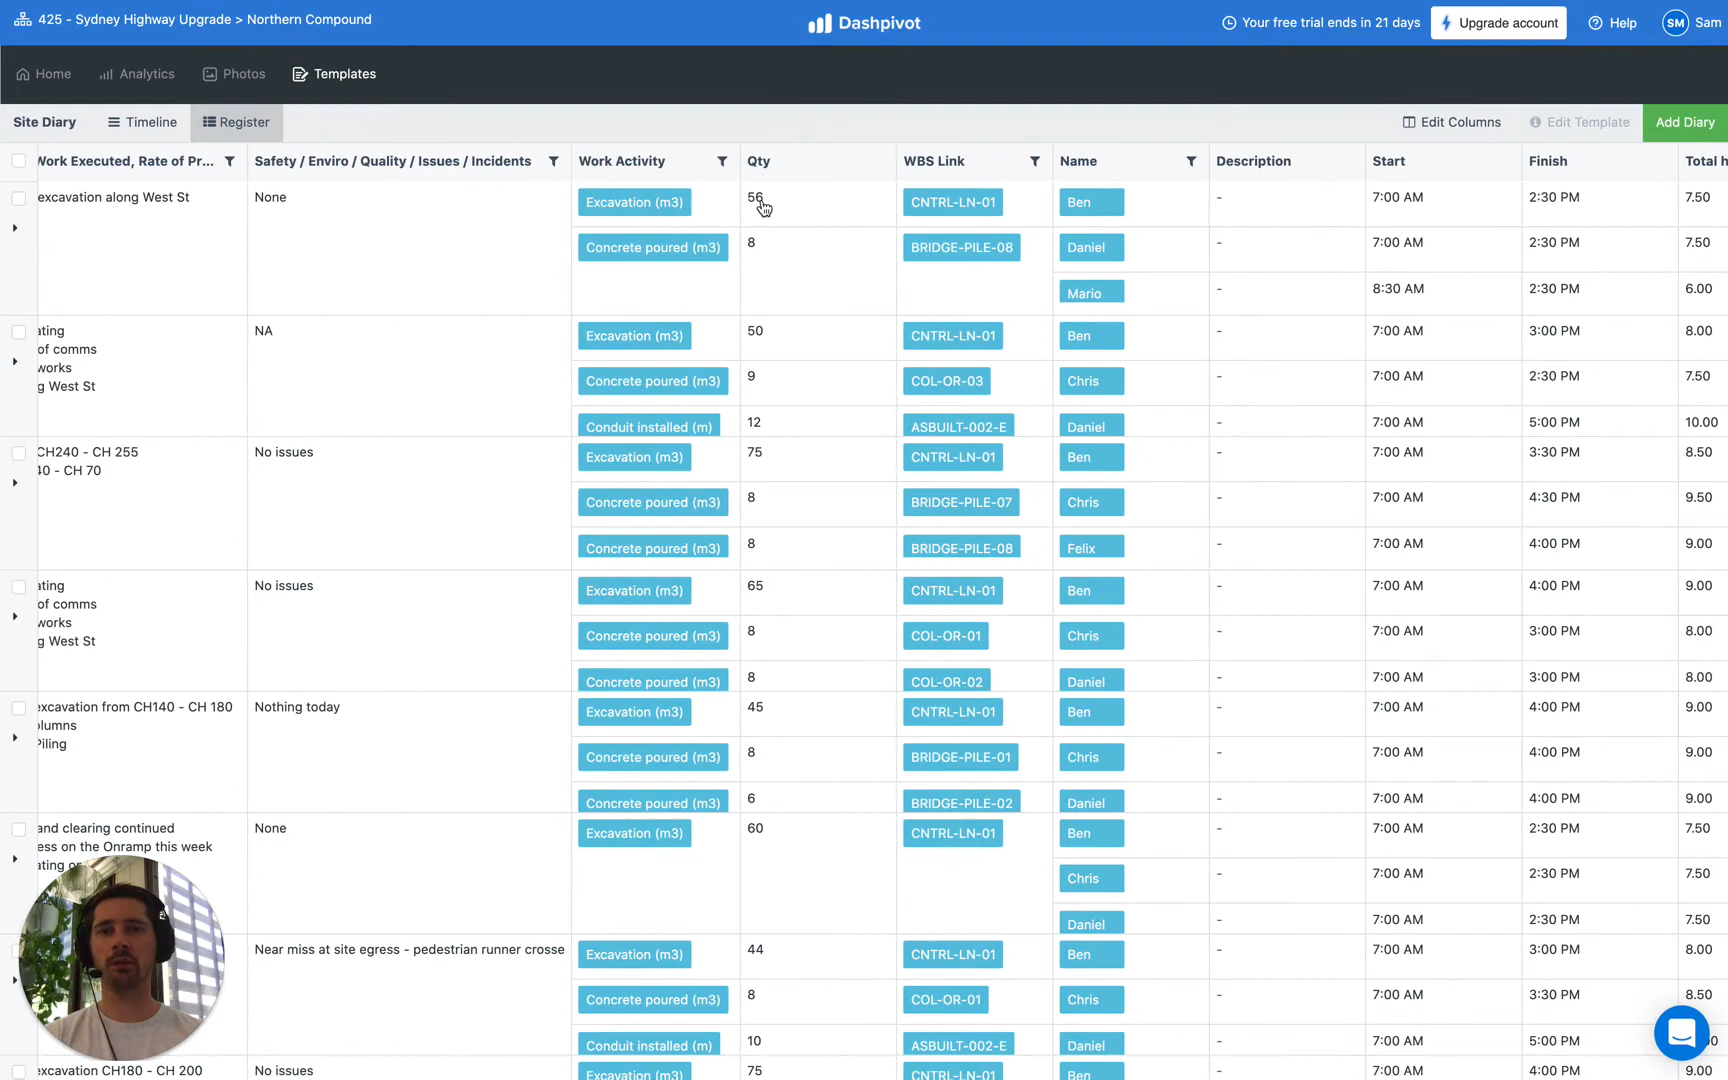 425 - Sydney Highway Upgrade > Northern Compound
Dashpivot
Your free trial ends in 21 days
Upgrade account
Help
SM
Sam
Home
Analytics
Photos
Templates
Site Diary
Timeline
Register
Edit Columns
Edit Template
Add Diary
Work Executed, Rate of Pr... Safety / Enviro / Quality / Issues / Incidents Work Activity Qty WBS Link Name Description Start Finish Total h
excavation along West St None Excavation (m3) 56 CNTRL-LN-01 Ben - 7:00 AM 2:30 PM 7.50
Concrete poured (m3) 8 BRIDGE-PILE-08 Daniel - 7:00 AM 2:30 PM 7.50
Mario - 8:30 AM 2:30 PM 6.00
ating NA Excavation (m3) 50 CNTRL-LN-01 Ben - 7:00 AM 3:00 PM 8.00
of comms
works
g West St
Concrete poured (m3) 9 COL-OR-03 Chris - 7:00 AM 2:30 PM 7.50
Conduit installed (m) 12 ASBUILT-002-E Daniel - 7:00 AM 5:00 PM 10.00
CH240 - CH 255 No issues Excavation (m3) 75 CNTRL-LN-01 Ben - 7:00 AM 3:30 PM 8.50
40 - CH 70
Concrete poured (m3) 8 BRIDGE-PILE-07 Chris - 7:00 AM 4:30 PM 9.50
Concrete poured (m3) 8 BRIDGE-PILE-08 Felix - 7:00 AM 4:00 PM 9.00
ating No issues Excavation (m3) 65 CNTRL-LN-01 Ben - 7:00 AM 4:00 PM 9.00
of comms
works
g West St
Concrete poured (m3) 8 COL-OR-01 Chris - 7:00 AM 3:00 PM 8.00
Concrete poured (m3) 8 COL-OR-02 Daniel - 7:00 AM 3:00 PM 8.00
excavation from CH140 - CH 180 Nothing today Excavation (m3) 45 CNTRL-LN-01 Ben - 7:00 AM 4:00 PM 9.00
olumns
Piling
Concrete poured (m3) 8 BRIDGE-PILE-01 Chris - 7:00 AM 4:00 PM 9.00
Concrete poured (m3) 6 BRIDGE-PILE-02 Daniel - 7:00 AM 4:00 PM 9.00
and clearing continued None Excavation (m3) 60 CNTRL-LN-01 Ben - 7:00 AM 2:30 PM 7.50
ess on the Onramp this week
ating
Chris - 7:00 AM 2:30 PM 7.50
Daniel - 7:00 AM 2:30 PM 7.50
Near miss at site egress - pedestrian runner crosse Excavation (m3) 44 CNTRL-LN-01 Ben - 7:00 AM 3:00 PM 8.00
Concrete poured (m3) 8 COL-OR-01 Chris - 7:00 AM 3:30 PM 8.50
Conduit installed (m) 10 ASBUILT-002-E Daniel - 7:00 AM 5:00 PM
excavation CH180 - CH 200 No issues Excavation (m3) 75 CNTRL-LN-01 Ben - 7:00 AM 4:00 PM 9.00